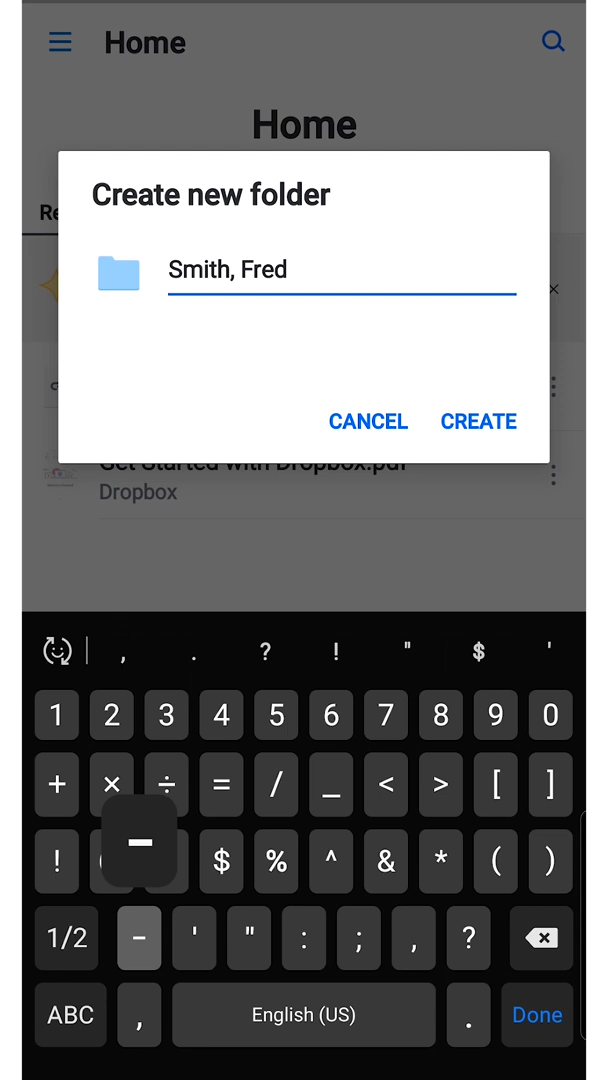 Home
Home
Re
Create new folder
Smith, Fred
CANCEL CREATE
Get Started with Dropbox.pdf
Dropbox
, . ? ! " $ '
1 2 3 4 5 6 7 8 9 0
+ × ÷ = / _ < > [ ]
! $ % ^ & * ( )
-
1/2 - ' " : ; , ?
ABC , English (US) . Done